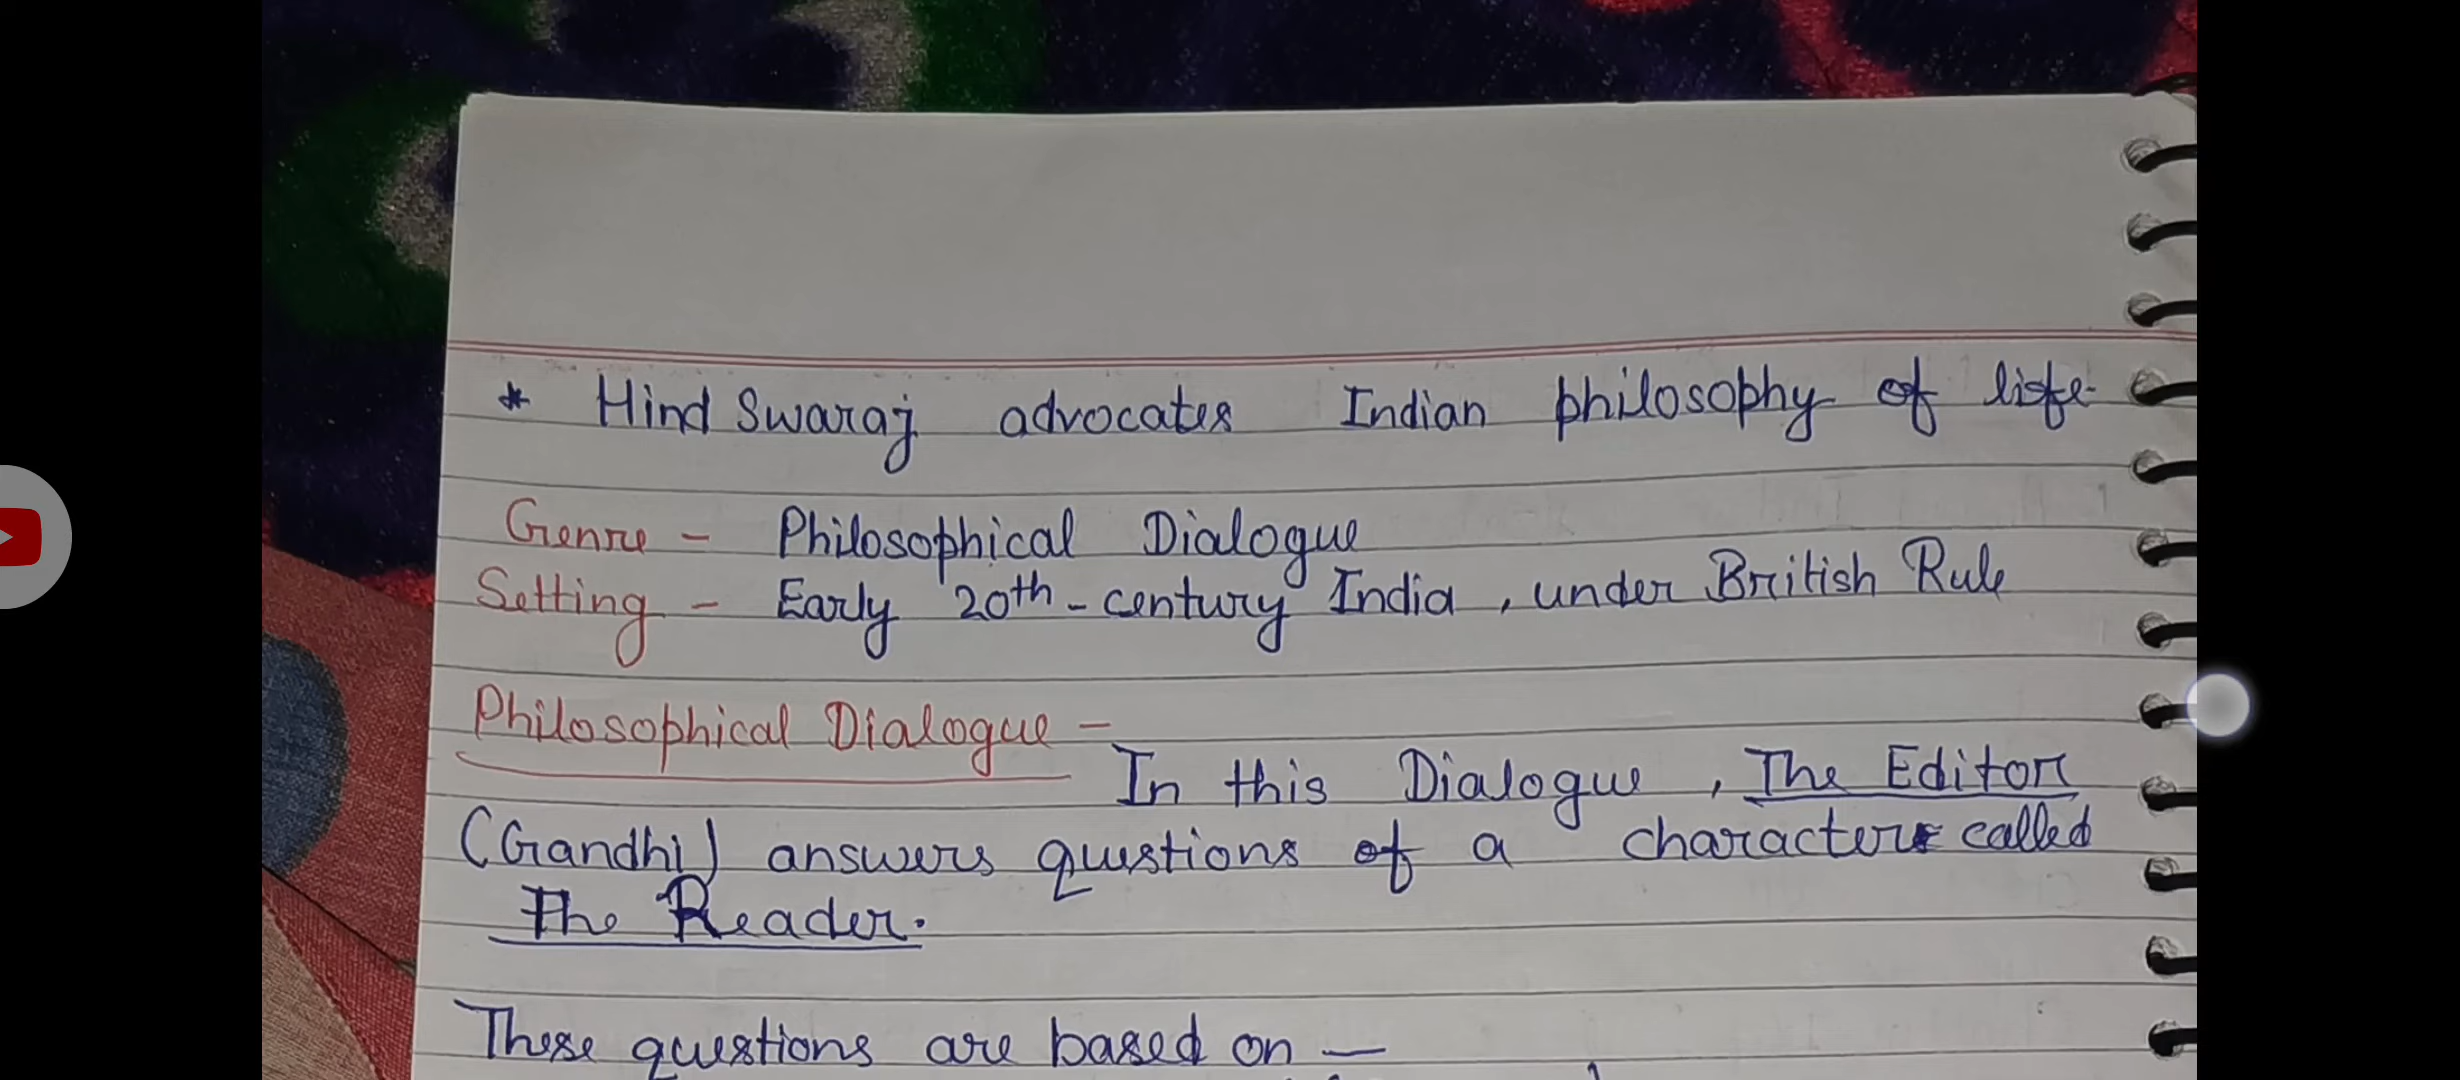 * Hind Swaraj advocates Indian philosophy of life.
Genre - Philosophical Dialogue
Setting - Early 20th-century India, under British Rule
Philosophical Dialogue -
In this Dialogue, The Editor
(Gandhi) answers questions of a character called
The Reader.
These questions are based on —